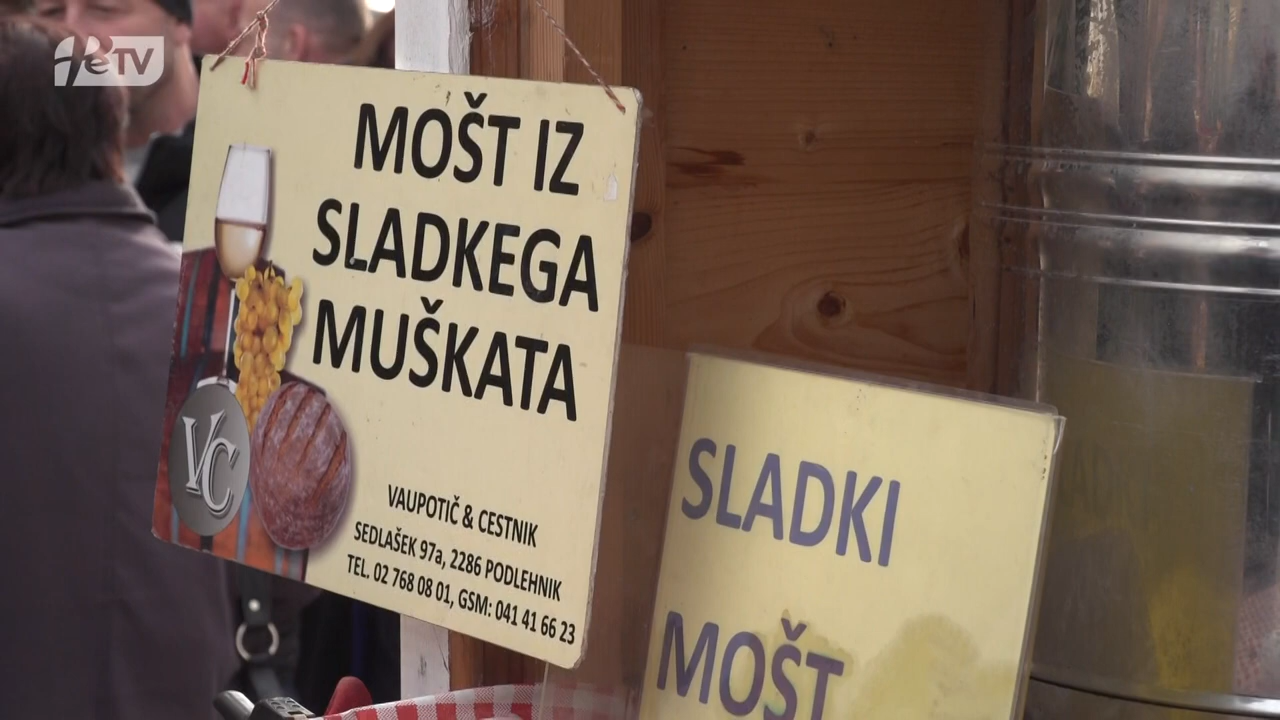 PeTV
MOŠT IZ
SLADKEGA
MUŠKATA
VC
VAUPOTIČ & CESTNIK
SEDLAŠEK 97a, 2286 PODLEHNIK
TEL. 02 768 08 01, GSM: 041 41 66 23
SLADKI
MOŠT